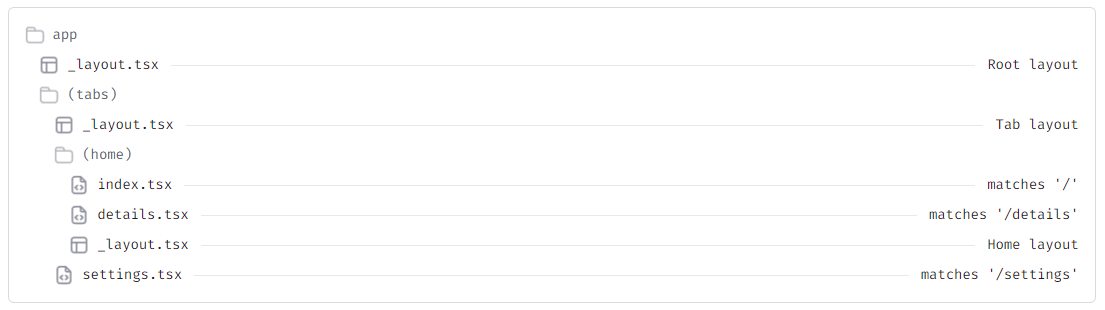 app
_layout.tsx Root layout
(tabs)
_layout.tsx Tab layout
(home)
index.tsx matches '/'
details.tsx matches '/details'
_layout.tsx Home layout
settings.tsx matches '/settings'